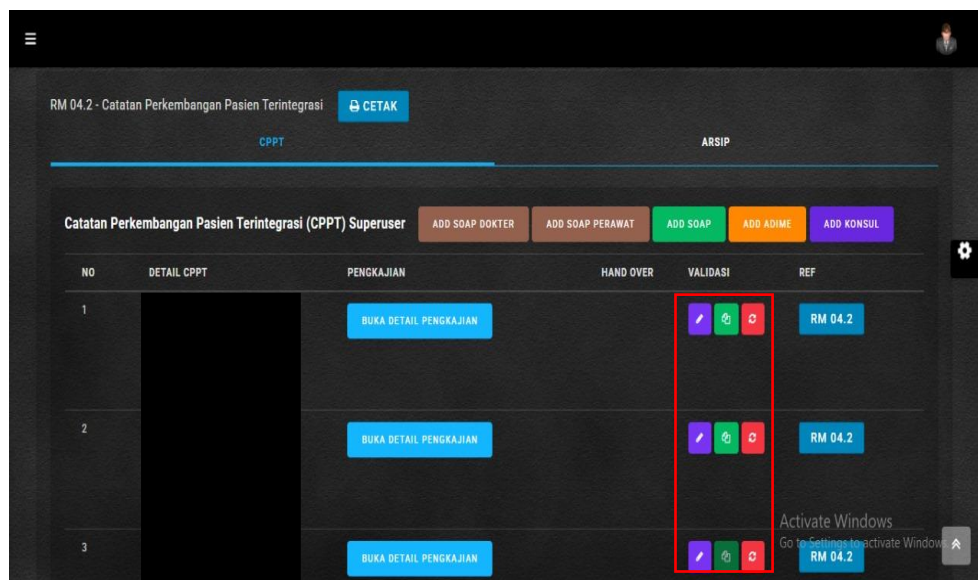 RM 04.2 - Catatan Perkembangan Pasien Terintegrasi CETAK
CPPT ARSIP
Catatan Perkembangan Pasien Terintegrasi (CPPT) Superuser ADD SOAP DOKTER ADD SOAP PERAWAT ADD SOAP ADD ADIME ADD KONSUL
NO DETAIL CPPT PENGKAJIAN HAND OVER VALIDASI REF
1 BUKA DETAIL PENGKAJIAN RM 04.2
2 BUKA DETAIL PENGKAJIAN RM 04.2
Activate Windows
Go to Settings to activate Windows.
3 BUKA DETAIL PENGKAJIAN RM 04.2